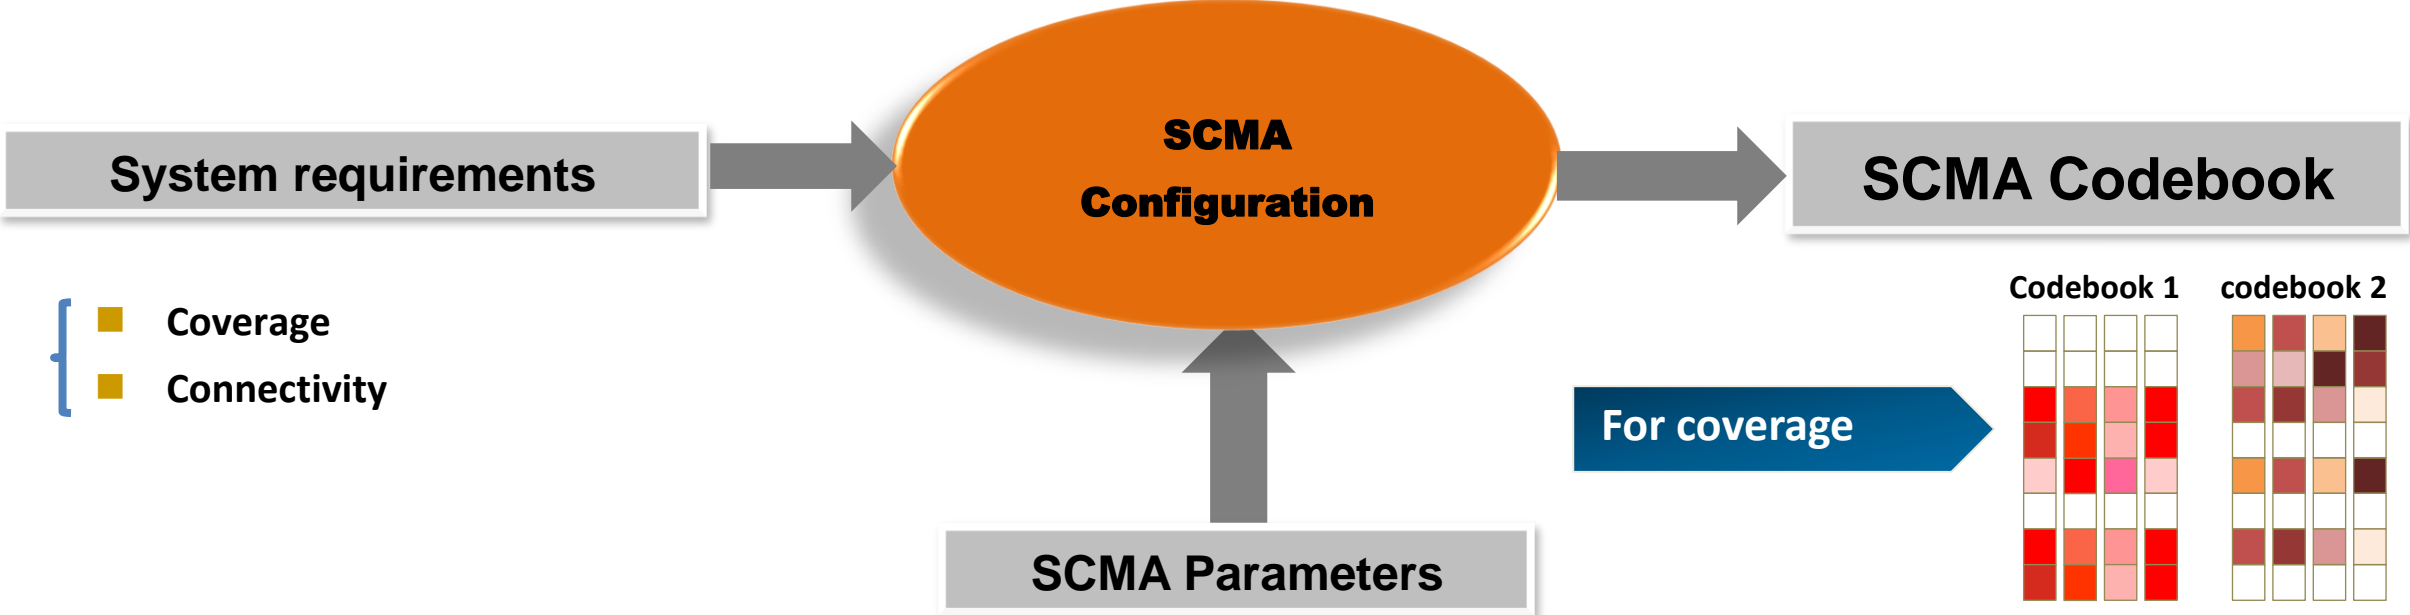 SCMA
Configuration
System requirements
SCMA Codebook
Coverage
Connectivity
Codebook 1
codebook 2
For coverage
SCMA Parameters